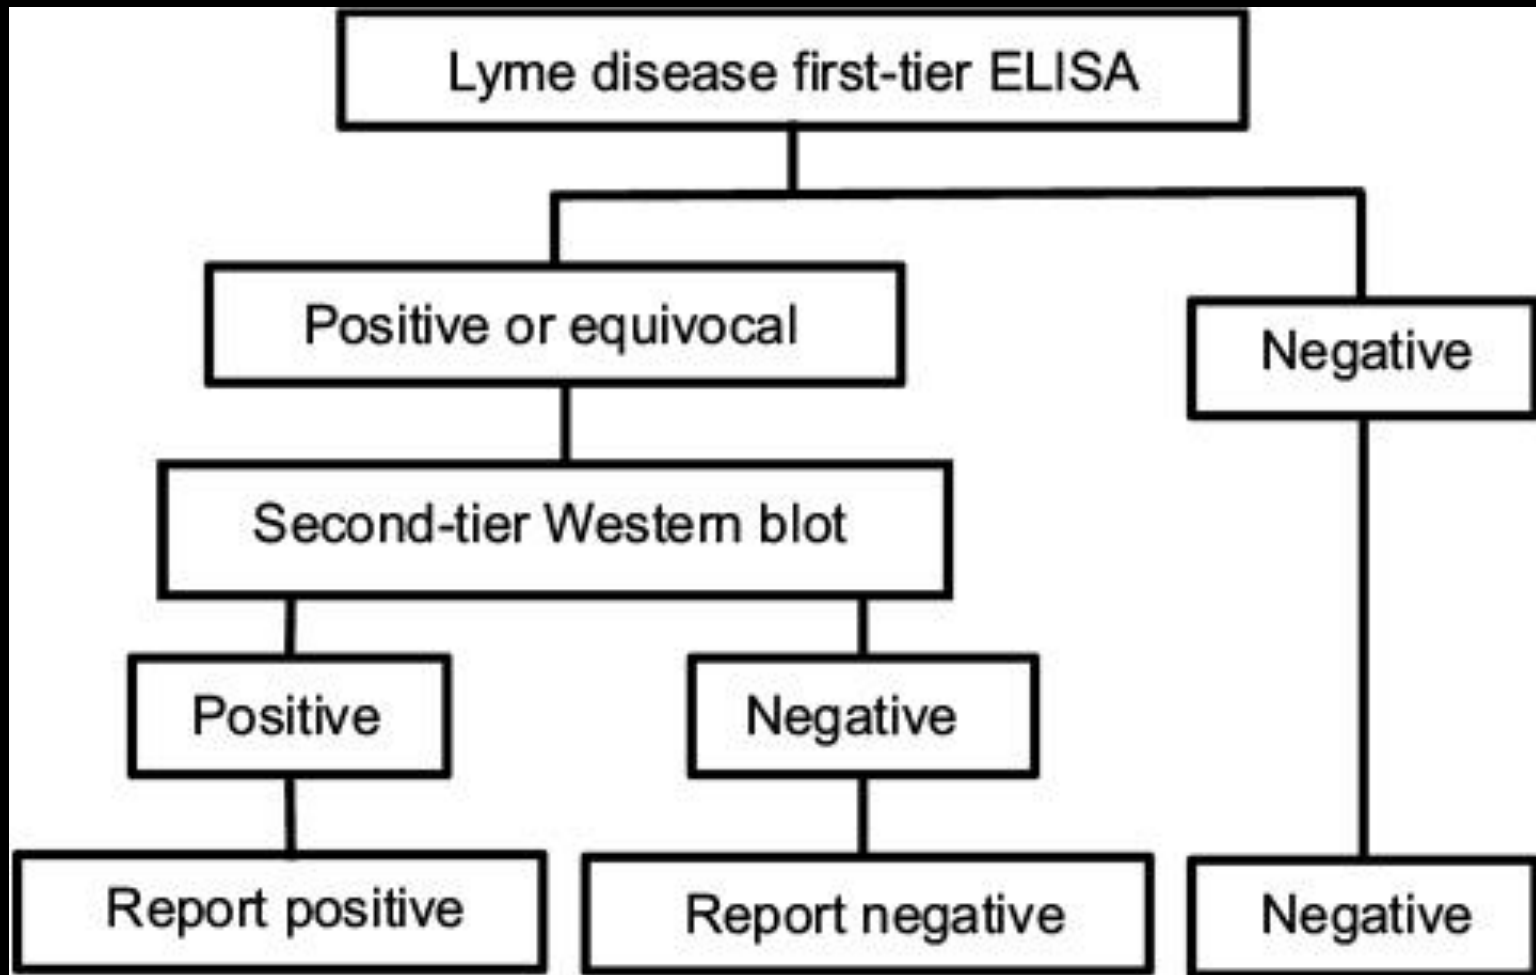 Lyme disease first-tier ELISA
Positive or equivocal
Negative
Second-tier Western blot
Positive
Negative
Report positive
Report negative
Negative